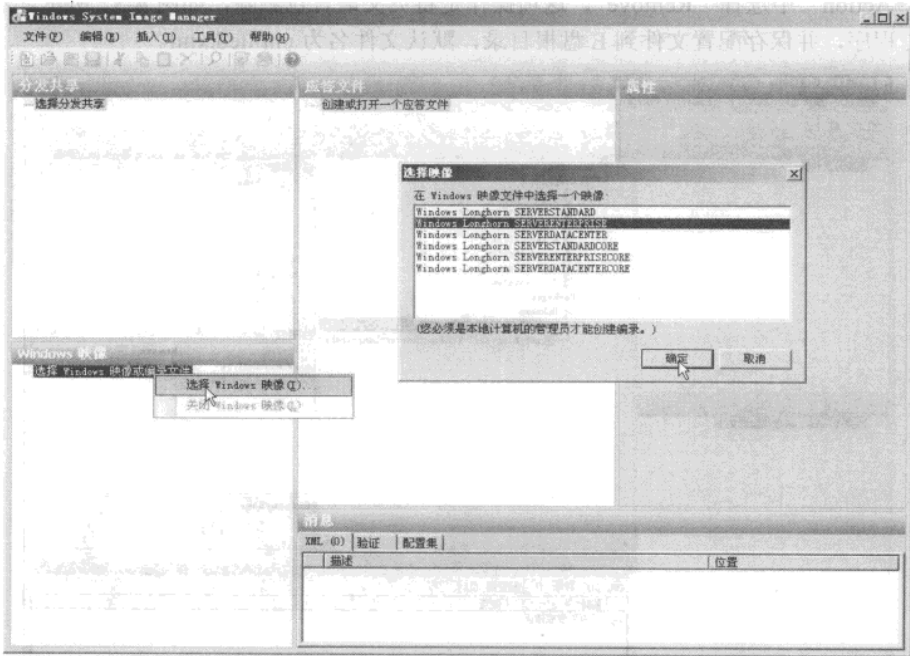 Windows System Image Manager
文件(F) 编辑(E) 插入(I) 工具(T) 帮助(H)
分发共享
选择分发共享
应答文件
创建或打开一个应答文件
属性
选择映像
在 Windows 映像文件中选择一个映像:
Windows Longhorn SERVERSTANDARD
Windows Longhorn SERVERENTERPRISE
Windows Longhorn SERVERDATACENTER
Windows Longhorn SERVERSTANDARDCORE
Windows Longhorn SERVERENTERPRISECORE
Windows Longhorn SERVERDATACENTERCORE
(您必须是本地计算机的管理员才能创建编录。)
确定 取消
Windows 映像
选择 Windows 映像或编录文件
选择 Windows 映像(I)...
关闭 Windows 映像(L)
消息
XML (0) 验证 配置集
描述 位置